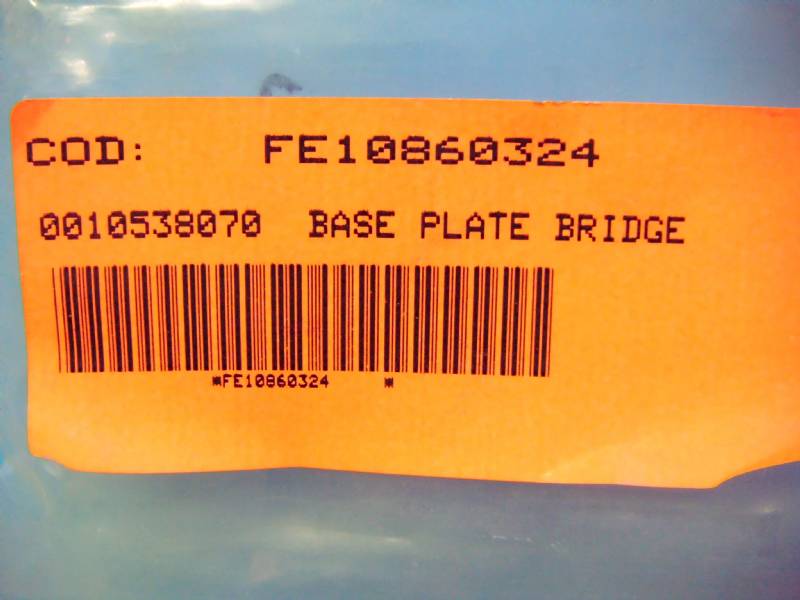 COD: FE10860324
0010538070 BASE PLATE BRIDGE
*FE10860324 *